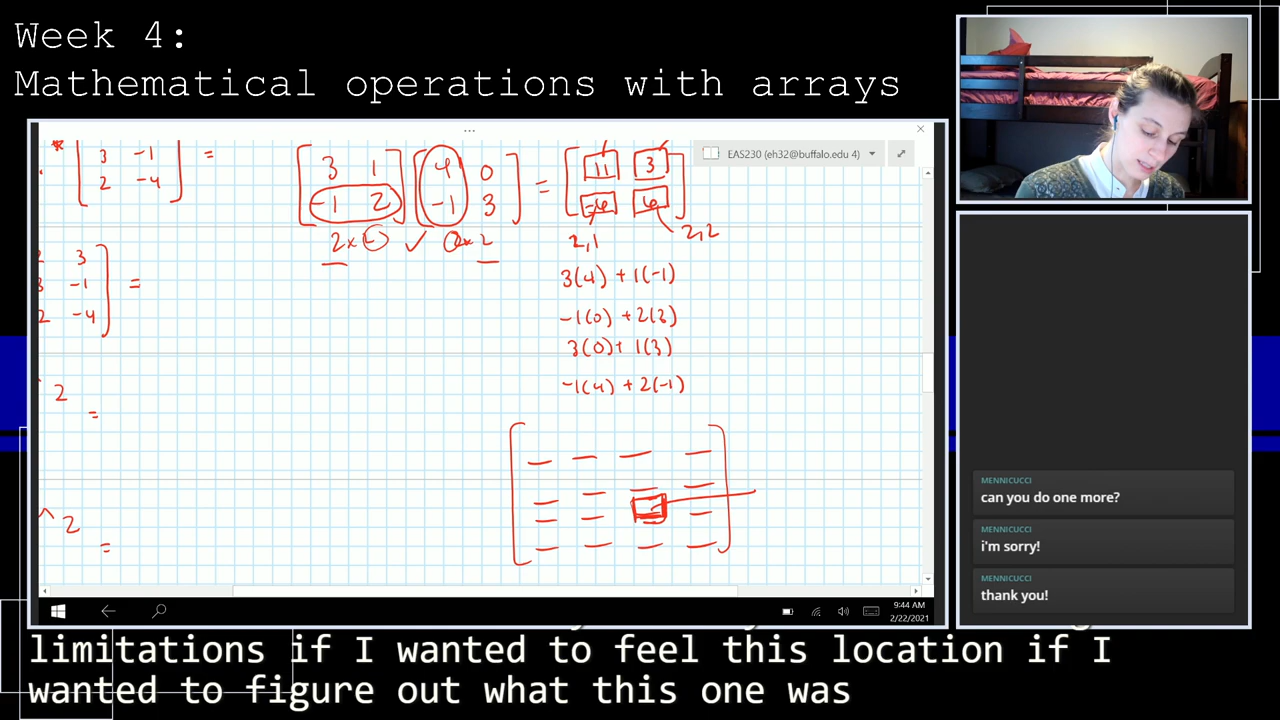 Week 4:
Mathematical operations with arrays
EAS230 (eh32@buffalo.edu 4)
* [ 3 -1 ] =
2 -4
[ 3 1 ] [ 4 0 ] = [ 11 3 ]
-1 2 -1 3 -6 6
✓ 2
2,1 2,2
3(4) + 1(-1)
-1(0) + 2(3)
3(0) + 1(3)
-1(4) + 2(-1)
3
-1 =
2 -4
2 =
^2 =
MENNICUCCI
can you do one more?
MENNICUCCI
i'm sorry!
MENNICUCCI
thank you!
9:44 AM
2/22/2021
limitations if I wanted to feel this location if I
wanted to figure out what this one was